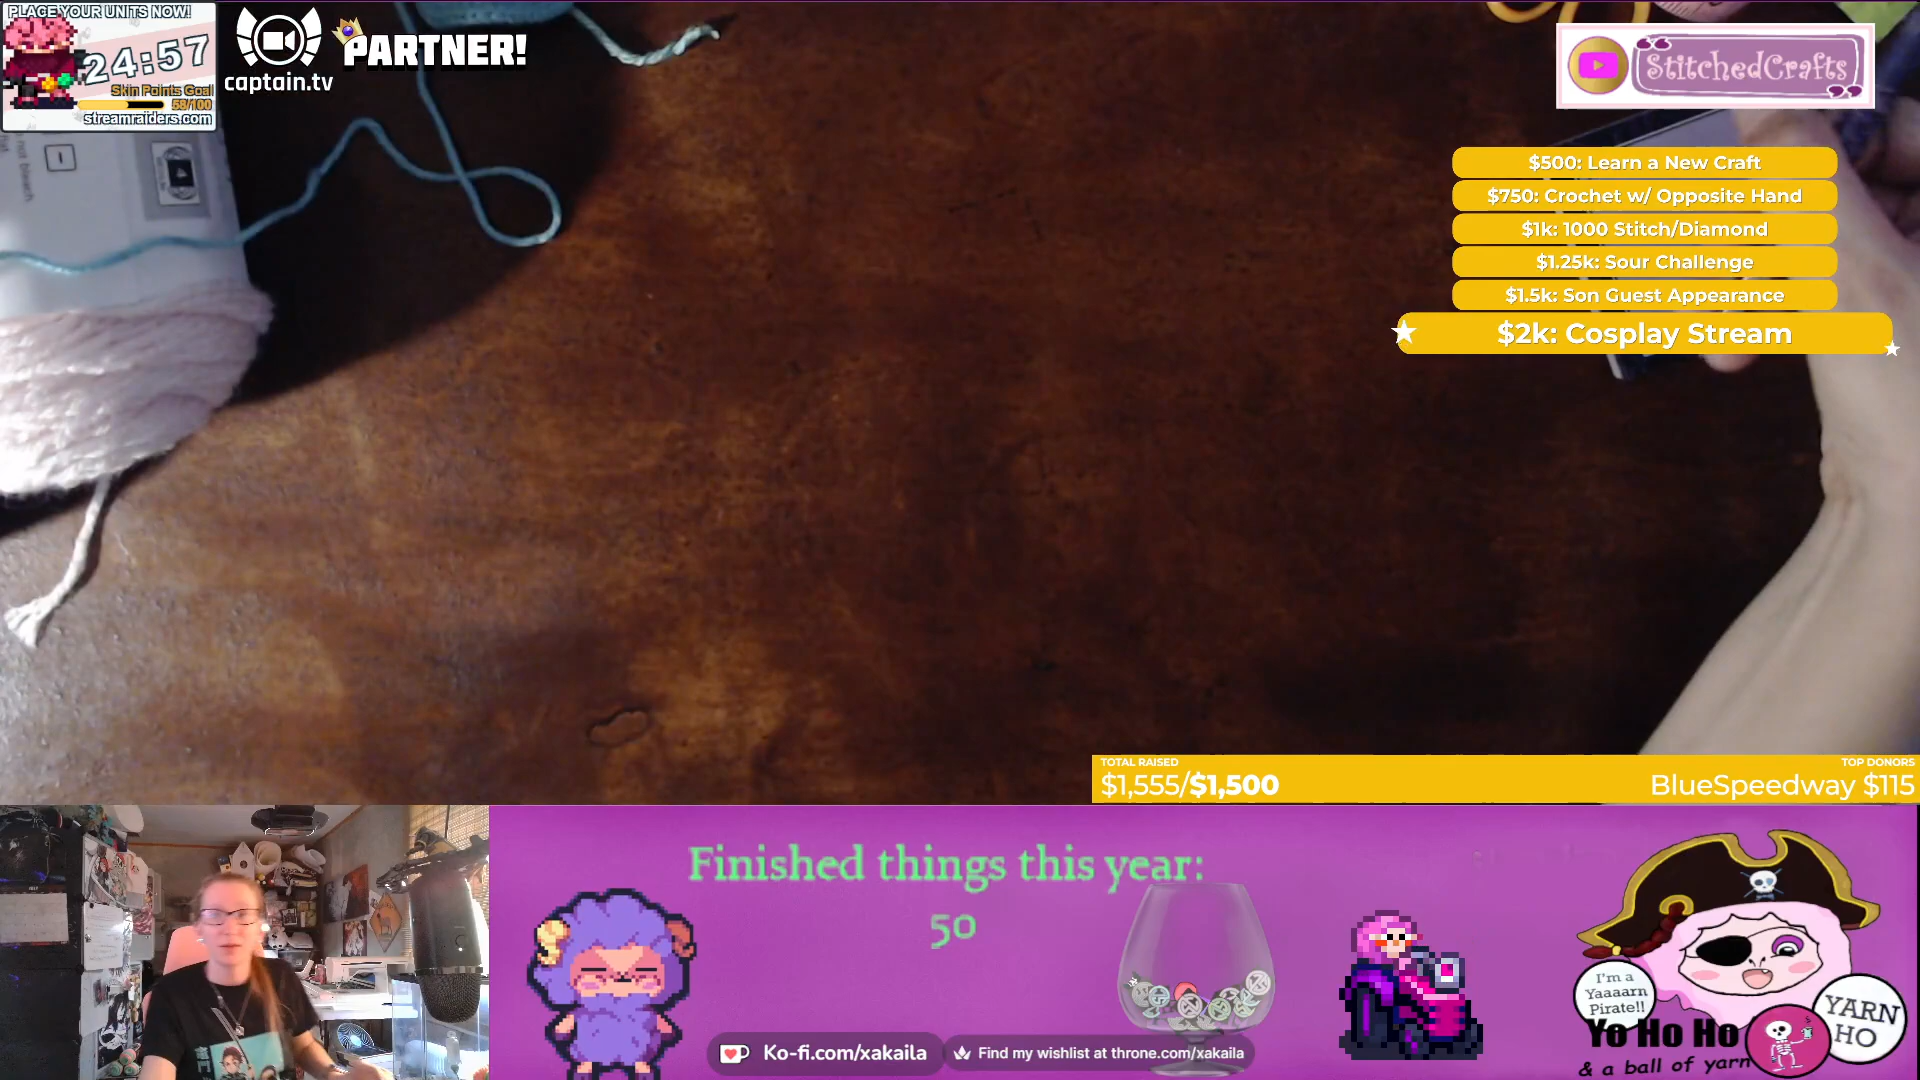 PLACE YOUR UNITS NOW!
24:57
Skin Points Goal
58/100
streamraiders.com
captain.tv
PARTNER!
not bleach
StitchedCrafts
$500: Learn a New Craft
$750: Crochet w/ Opposite Hand
$1k: 1000 Stitch/Diamond
$1.25k: Sour Challenge
$1.5k: Son Guest Appearance
$2k: Cosplay Stream
TOTAL RAISED
$1,555/$1,500
TOP DONORS
BlueSpeedway $115
Finished things this year:
50
Ko-fi.com/xakaila
Find my wishlist at throne.com/xakaila
I'm a
Yaaaarn
Pirate!!
YARN
HO
Yo Ho Ho
& a ball of yarn